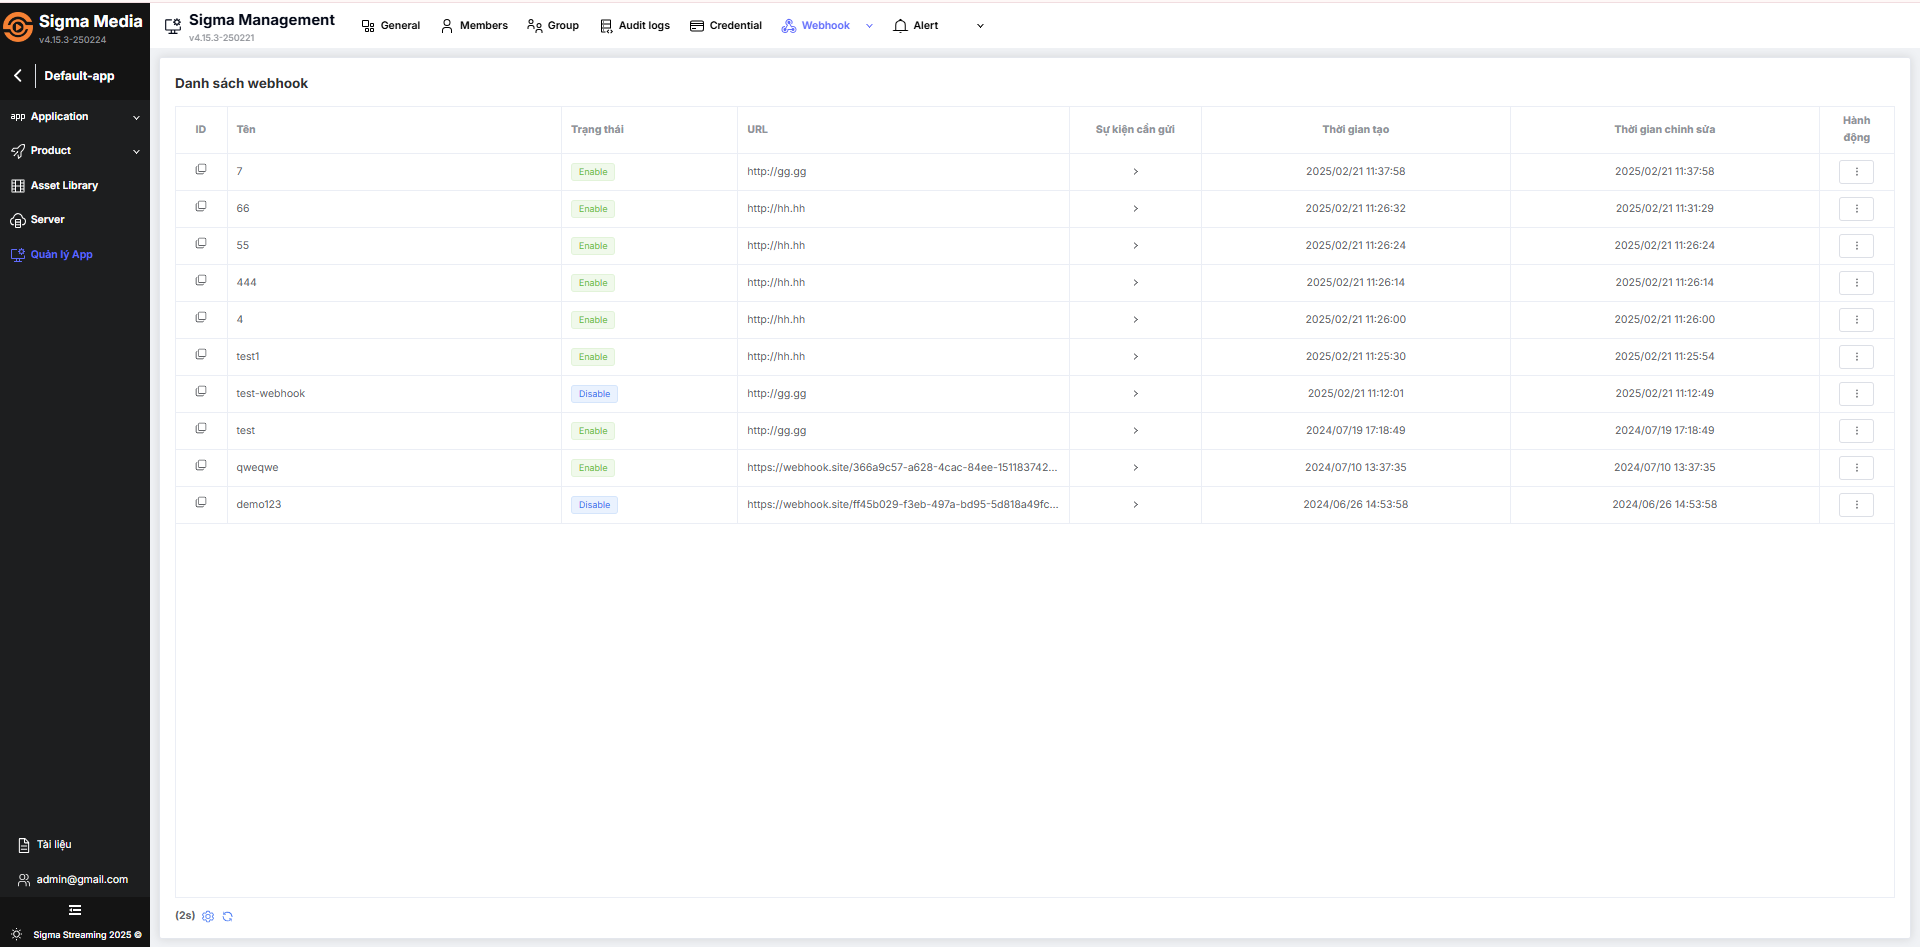 Sigma Media
v4.15.3-250224
Default-app
app Application
Product
Asset Library
Server
Quản lý App
Tài liệu
admin@gmail.com
Sigma Streaming 2025 ©
Sigma Management
v4.15.3-250221
General Members Group Audit logs Credential Webhook Alert
Danh sách webhook
ID Tên Trạng thái URL Sự kiện cần gửi Thời gian tạo Thời gian chỉnh sửa Hành động
7 Enable http://gg.gg 2025/02/21 11:37:58 2025/02/21 11:37:58
66 Enable http://hh.hh 2025/02/21 11:26:32 2025/02/21 11:31:29
55 Enable http://hh.hh 2025/02/21 11:26:24 2025/02/21 11:26:24
444 Enable http://hh.hh 2025/02/21 11:26:14 2025/02/21 11:26:14
4 Enable http://hh.hh 2025/02/21 11:26:00 2025/02/21 11:26:00
test1 Enable http://hh.hh 2025/02/21 11:25:30 2025/02/21 11:25:54
test-webhook Disable http://gg.gg 2025/02/21 11:12:01 2025/02/21 11:12:49
test Enable http://gg.gg 2024/07/19 17:18:49 2024/07/19 17:18:49
qweqwe Enable https://webhook.site/366a9c57-a628-4cac-84ee-151183742... 2024/07/10 13:37:35 2024/07/10 13:37:35
demo123 Disable https://webhook.site/ff45b029-f3eb-497a-bd95-5d818a49fc... 2024/06/26 14:53:58 2024/06/26 14:53:58
(2s)